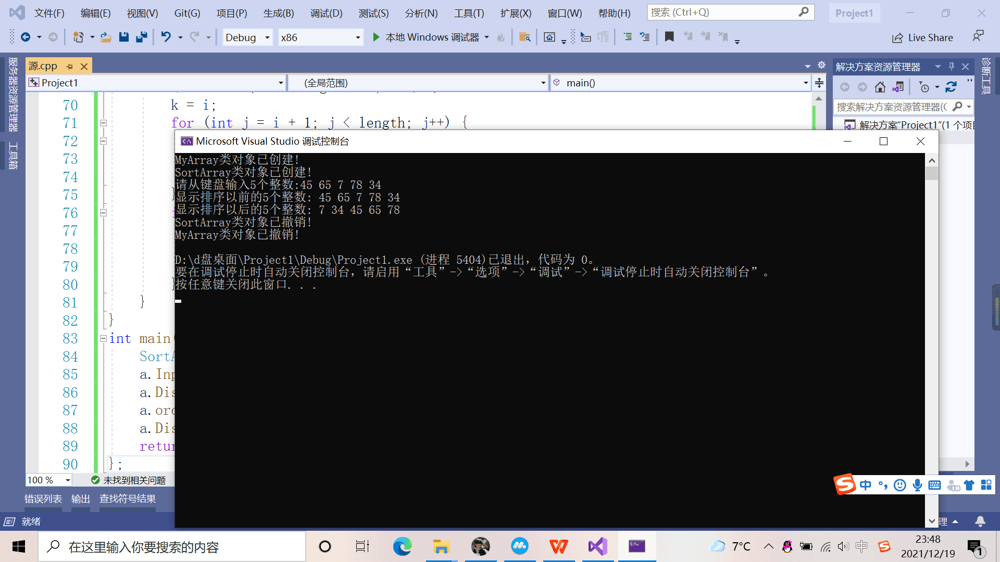 文件(F) 编辑(E) 视图(V) Git(G) 项目(P) 生成(B) 调试(D) 测试(S) 分析(N) 工具(T) 扩展(X) 窗口(W) 帮助(H) 搜索 (Ctrl+Q) Project1
Debug x86 本地 Windows 调试器 Live Share
服务器资源管理器
工具箱
源.cpp
Project1 (全局范围) main()
70 k = i;
71 for (int j = i + 1; j < length; j++) {
72
73
74
75 }
76
77
78
79
80 }
81 }
82 }
83 int main(
84 SortA
85 a.Inp
86 a.Dis
87 a.ord
88 a.Dis
89 retur
90 };
Microsoft Visual Studio 调试控制台
MyArray类对象已创建!
SortArray类对象已创建!
请从键盘输入5个整数:45 65 7 78 34
显示排序以前的5个整数: 45 65 7 78 34
显示排序以后的5个整数: 7 34 45 65 78
SortArray类对象已撤销!
MyArray类对象已撤销!
D:\d盘桌面\Project1\Debug\Project1.exe (进程 5404)已退出，代码为 0。
要在调试停止时自动关闭控制台，请启用“工具”->“选项”->“调试”->“调试停止时自动关闭控制台”。
按任意键关闭此窗口. . .
解决方案资源管理器
搜索解决方案资源管理器(C
解决方案"Project1"(1 个项
诊断工具
100 % 未找到相关问题
错误列表 输出 查找符号结果
就绪
理
中
在这里输入你要搜索的内容
7°C
中
23:48
2021/12/19
1